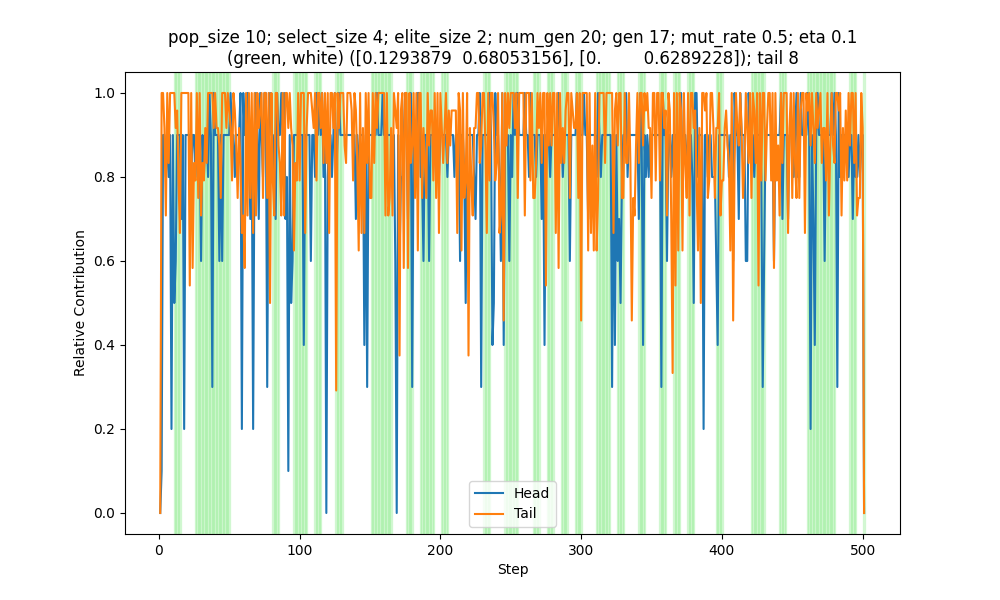 pop_size 10; select_size 4; elite_size 2; num_gen 20; gen 17; mut_rate 0.5; eta 0.1
(green, white) ([0.1293879  0.68053156], [0.        0.6289228]); tail 8
1.0
0.8
0.6
0.4
0.2
0.0
Relative Contribution
Head
Tail
0 100 200 300 400 500
Step